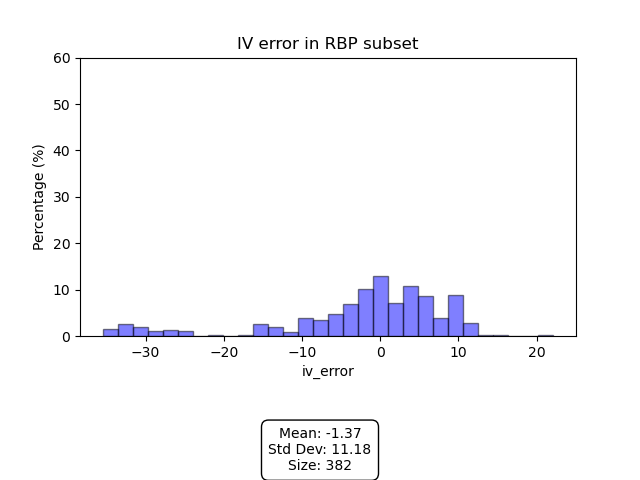 IV error in RBP subset
60
50
40
30
20
10
0
Percentage (%)
−30
−20
−10
0
10
20
iv_error
Mean: -1.37
Std Dev: 11.18
Size: 382